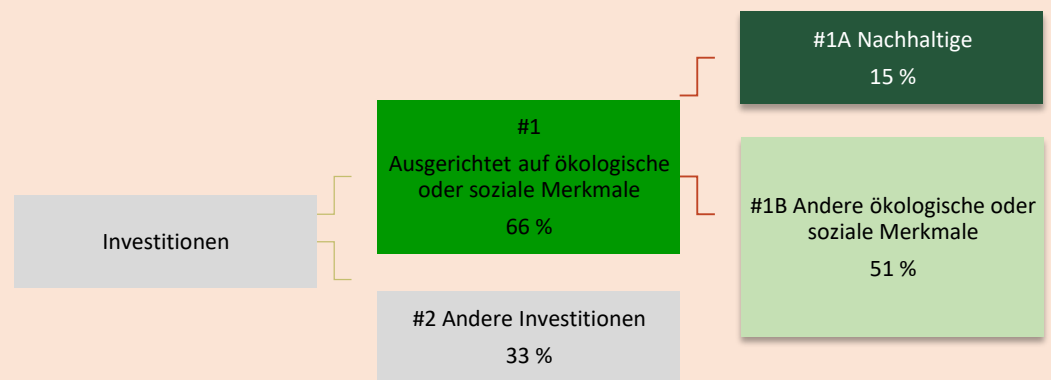 Investitionen
#1
Ausgerichtet auf ökologische
oder soziale Merkmale
66 %
#2 Andere Investitionen
33 %
#1A Nachhaltige
15 %
#1B Andere ökologische oder
soziale Merkmale
51 %